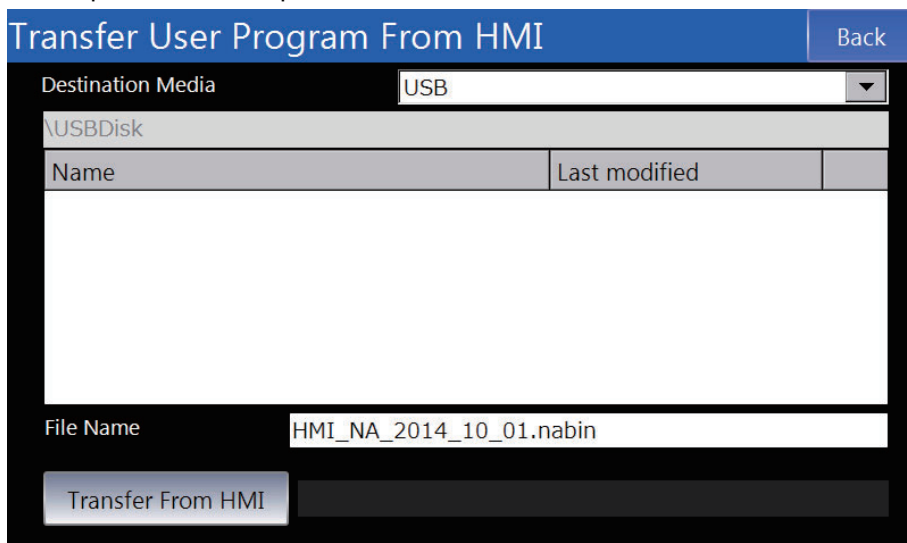 Transfer User Program From HMI Back
Destination Media USB
\USBDisk
Name Last modified
File Name HMI_NA_2014_10_01.nabin
Transfer From HMI